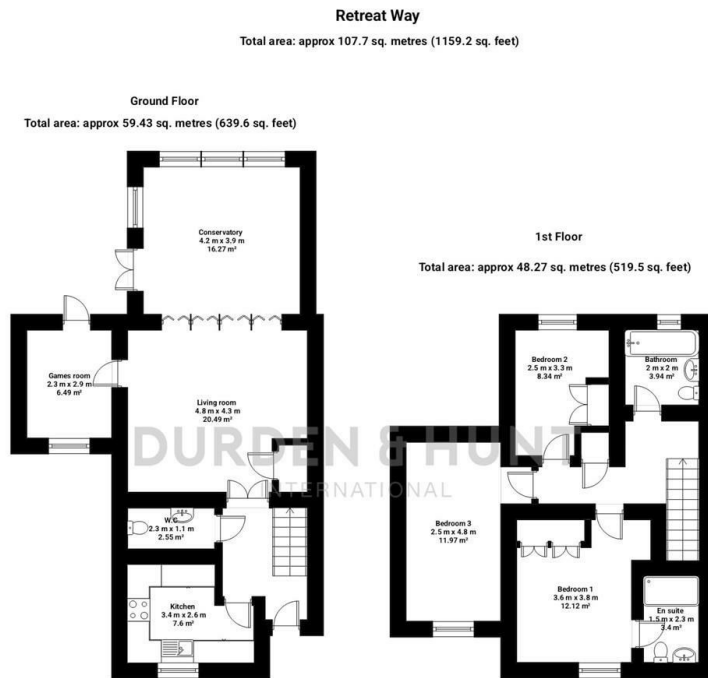 Retreat Way
Total area: approx 107.7 sq. metres (1159.2 sq. feet)
Ground Floor
Total area: approx 59.43 sq. metres (639.6 sq. feet)
Conservatory
4.2 m x 3.9 m
16.27 m²
Games room
2.3 m x 2.9 m
6.49 m²
Living room
4.8 m x 4.3 m
20.49 m²
W.C
2.3 m x 1.1 m
2.55 m²
Kitchen
3.4 m x 2.6 m
7.6 m²
1st Floor
Total area: approx 48.27 sq. metres (519.5 sq. feet)
Bedroom 2
2.5 m x 3.3 m
8.34 m²
Bathroom
2 m x 2 m
3.94 m²
Bedroom 3
2.5 m x 4.8 m
11.97 m²
Bedroom 1
3.6 m x 3.8 m
12.12 m²
En suite
1.5 m x 2.3 m
3.4 m²
DURDEN & HUNT
INTERNATIONAL